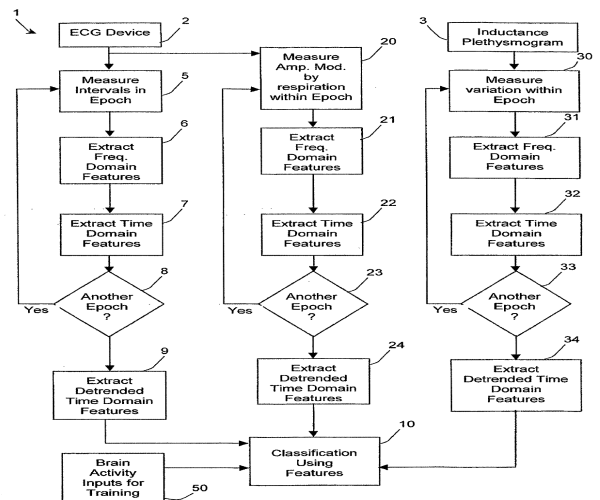 1
ECG Device
2
Measure
Intervals in
Epoch
5
6
Extract
Freq.
Domain
Features
7
Extract Time
Domain
Features
8
Another
Epoch
?
Yes
9
Extract
Detrended
Time Domain
Features
20
Measure
Amp. Mod.
by
respiration
within Epoch
21
Extract
Freq.
Domain
Features
22
Extract Time
Domain
Features
23
Another
Epoch
?
Yes
24
Extract
Detrended
Time Domain
Features
3
Inductance
Plethysmogram
30
Measure
variation within
Epoch
31
Extract Freq.
Domain
Features
32
Extract Time
Domain
Features
33
Another
Epoch
?
Yes
34
Extract
Detrended Time
Domain
Features
10
Classification
Using
Features
Brain
Activity
Inputs for
Training
50